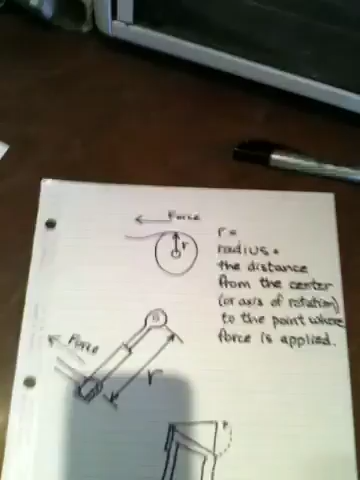 Force
r
r =
radius =
the distance
from the center
(or axis of rotation)
to the point where
force is applied.
Force
r